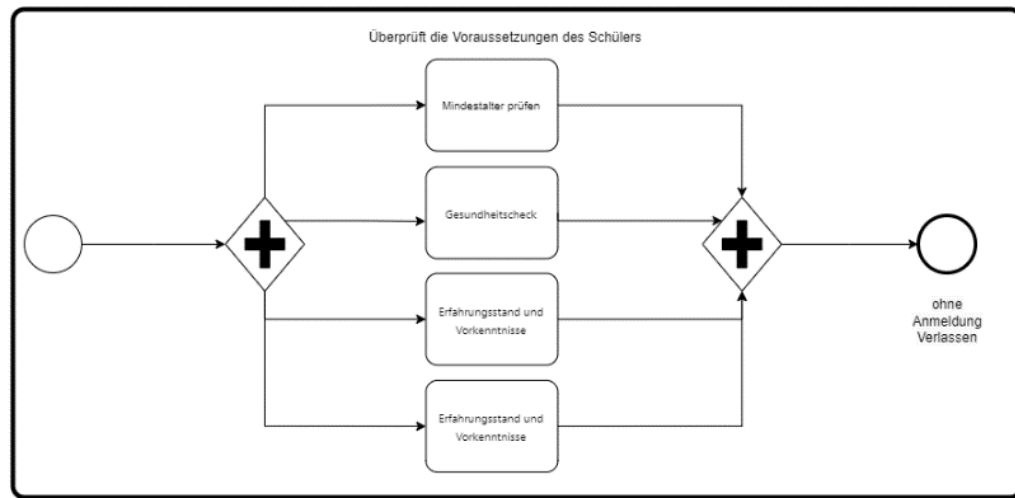 Überprüft die Voraussetzungen des Schülers
Mindestalter prüfen
Gesundheitscheck
Erfahrungsstand und
Vorkenntnisse
Erfahrungsstand und
Vorkenntnisse
ohne
Anmeldung
Verlassen